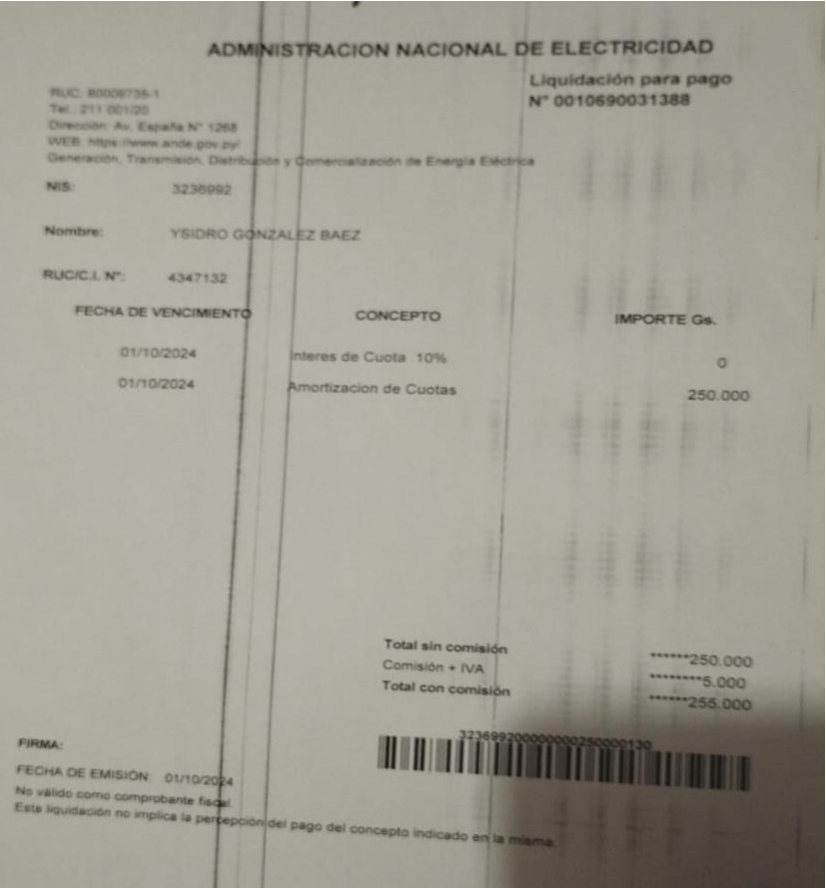 ADMINISTRACION NACIONAL DE ELECTRICIDAD
Liquidación para pago
N° 0010690031388
RUC: 80009735-1
Tel.: 211 001/20
Dirección: Av. España N° 1268
WEB: https://www.ande.gov.py/
Generación, Transmisión, Distribución y Comercialización de Energía Eléctrica
NIS: 3236992
Nombre: YSIDRO GONZALEZ BAEZ
RUC/C.I. N°: 4347132
FECHA DE VENCIMIENTO CONCEPTO IMPORTE Gs.
01/10/2024 Interes de Cuota 10% 0
01/10/2024 Amortizacion de Cuotas 250.000
Total sin comisión ******250.000
Comisión + IVA ********5.000
Total con comisión ******255.000
FIRMA:
323699200000000250000130
FECHA DE EMISIÓN: 01/10/2024
No válido como comprobante fiscal.
Esta liquidación no implica la percepción del pago del concepto indicado en la misma.